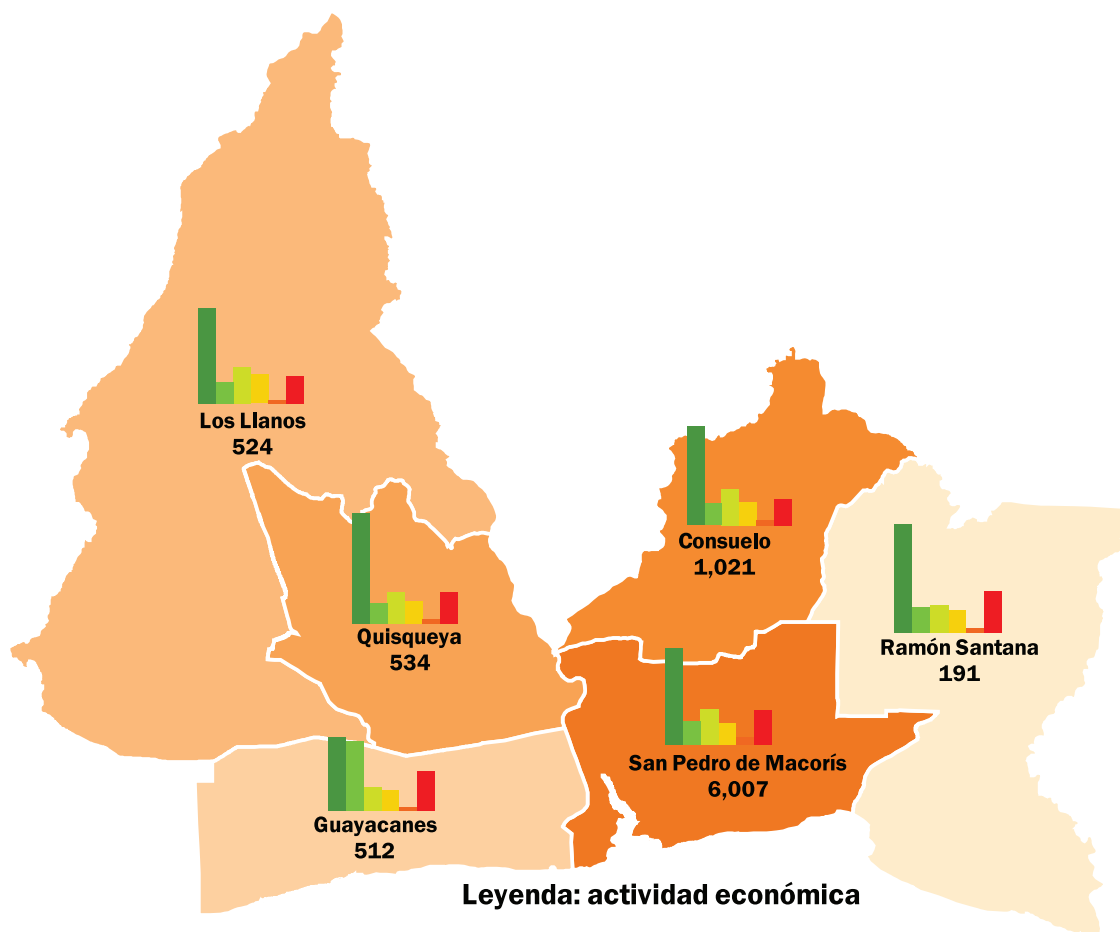 Los Llanos
524
Consuelo
1,021
Quisqueya
534
Ramón Santana
191
San Pedro de Macorís
6,007
Guayacanes
512
Leyenda: actividad económica